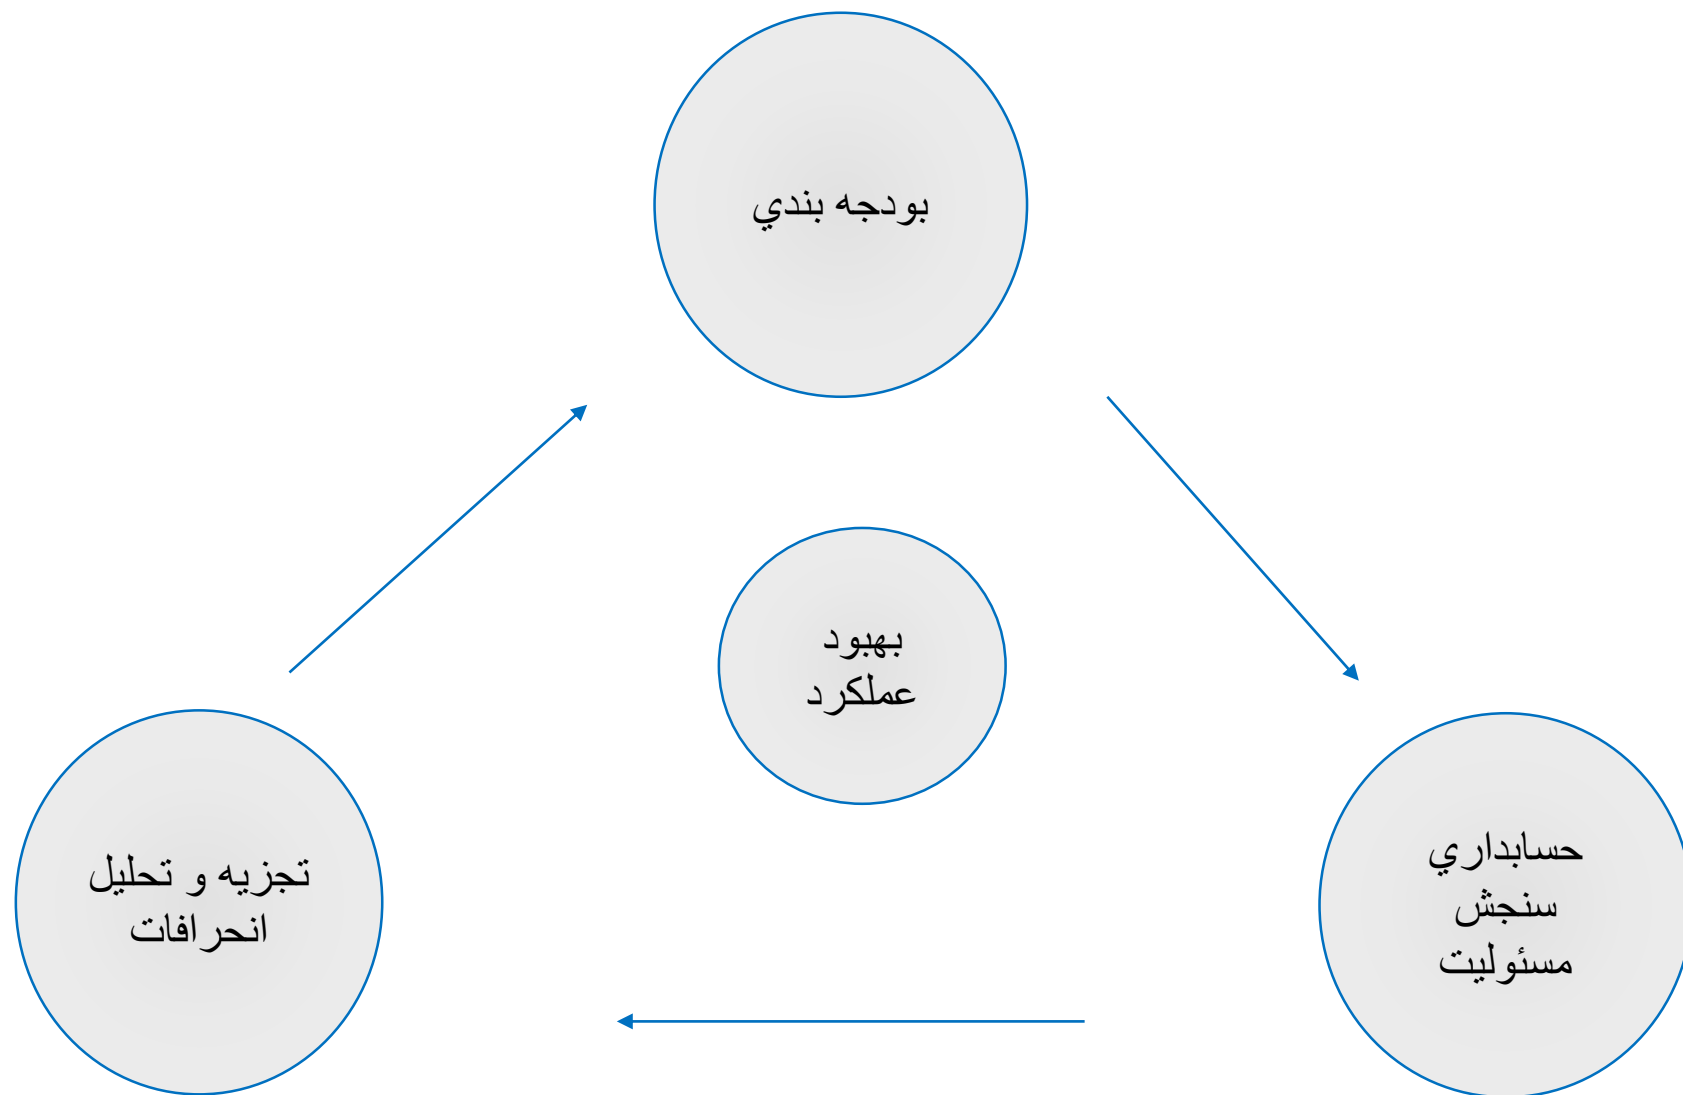 بودجه بندي
بهبود
عملكرد
حسابداري
سنجش
مسئوليت
تجزيه و تحليل
انحرافات